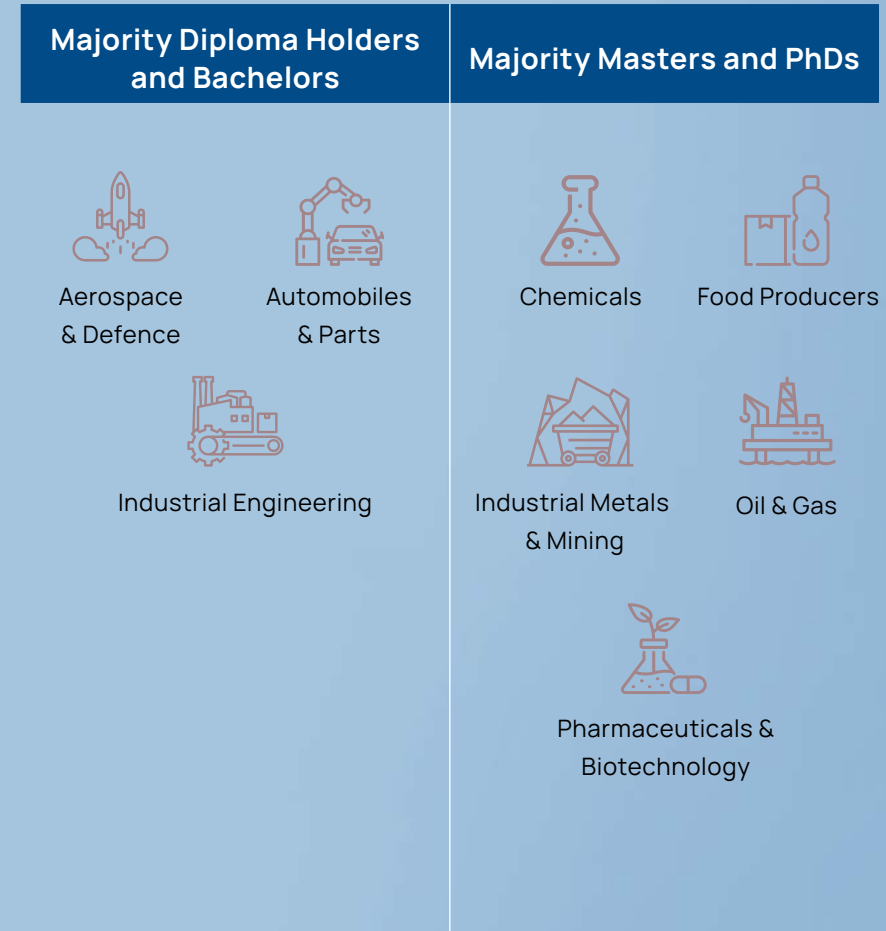 Majority Diploma Holders
and Bachelors
Majority Masters and PhDs
Aerospace
& Defence
Automobiles
& Parts
Industrial Engineering
Chemicals
Food Producers
Industrial Metals
& Mining
Oil & Gas
Pharmaceuticals &
Biotechnology